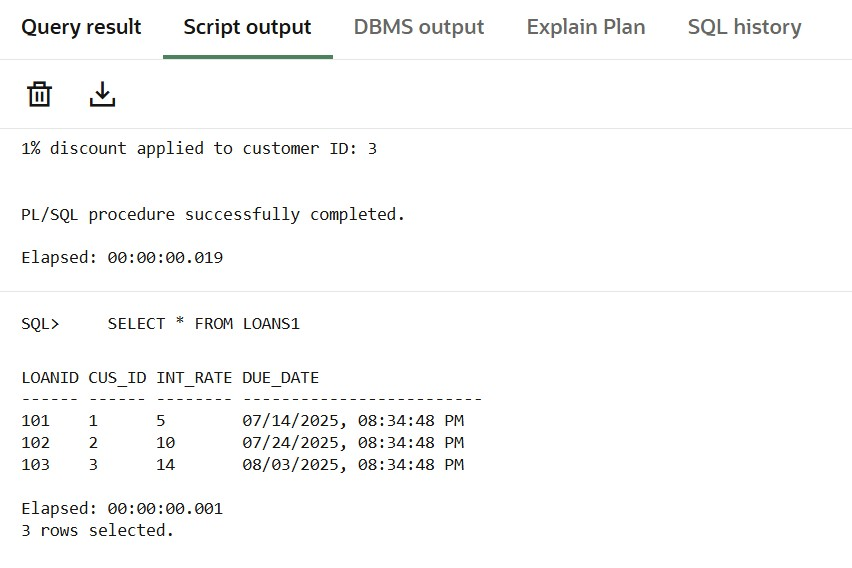 Query result Script output DBMS output Explain Plan SQL history
1% discount applied to customer ID: 3
PL/SQL procedure successfully completed.
Elapsed: 00:00:00.019
SQL>     SELECT * FROM LOANS1
LOANID CUS_ID INT_RATE DUE_DATE
------ ------ -------- -------------------------
101    1      5        07/14/2025, 08:34:48 PM
102    2      10       07/24/2025, 08:34:48 PM
103    3      14       08/03/2025, 08:34:48 PM
Elapsed: 00:00:00.001
3 rows selected.